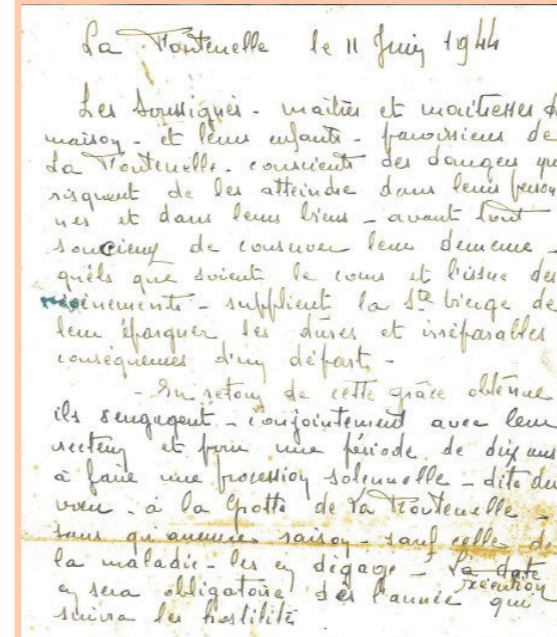 La Fontenelle le 11 Juin 1944
Les soussignés - maîtres et maîtresses de
maison - et leurs enfants - paroissiens de
La Fontenelle - conscients des dangers qui
risquent de les atteindre dans leurs person
nes et dans leurs biens - avant tout
soucieux de conserver leur demeure -
quels que soient le cours et l'issue des
événements - supplient la Ste Vierge de
leur épargner les dures et irréparables
conséquences d'un départ -
- En retour de cette grâce obtenue
ils s'engagent - conjointement avec leur
recteur et pour une période de dix ans
à faire une procession solennelle - dite du
vœu - à la Grotte de La Fontenelle -
sans qu'aucune raison - sauf celle de
la maladie - les en dégage - La date
exécution
en sera obligatoire dès l'année qui
suivra les hostilité